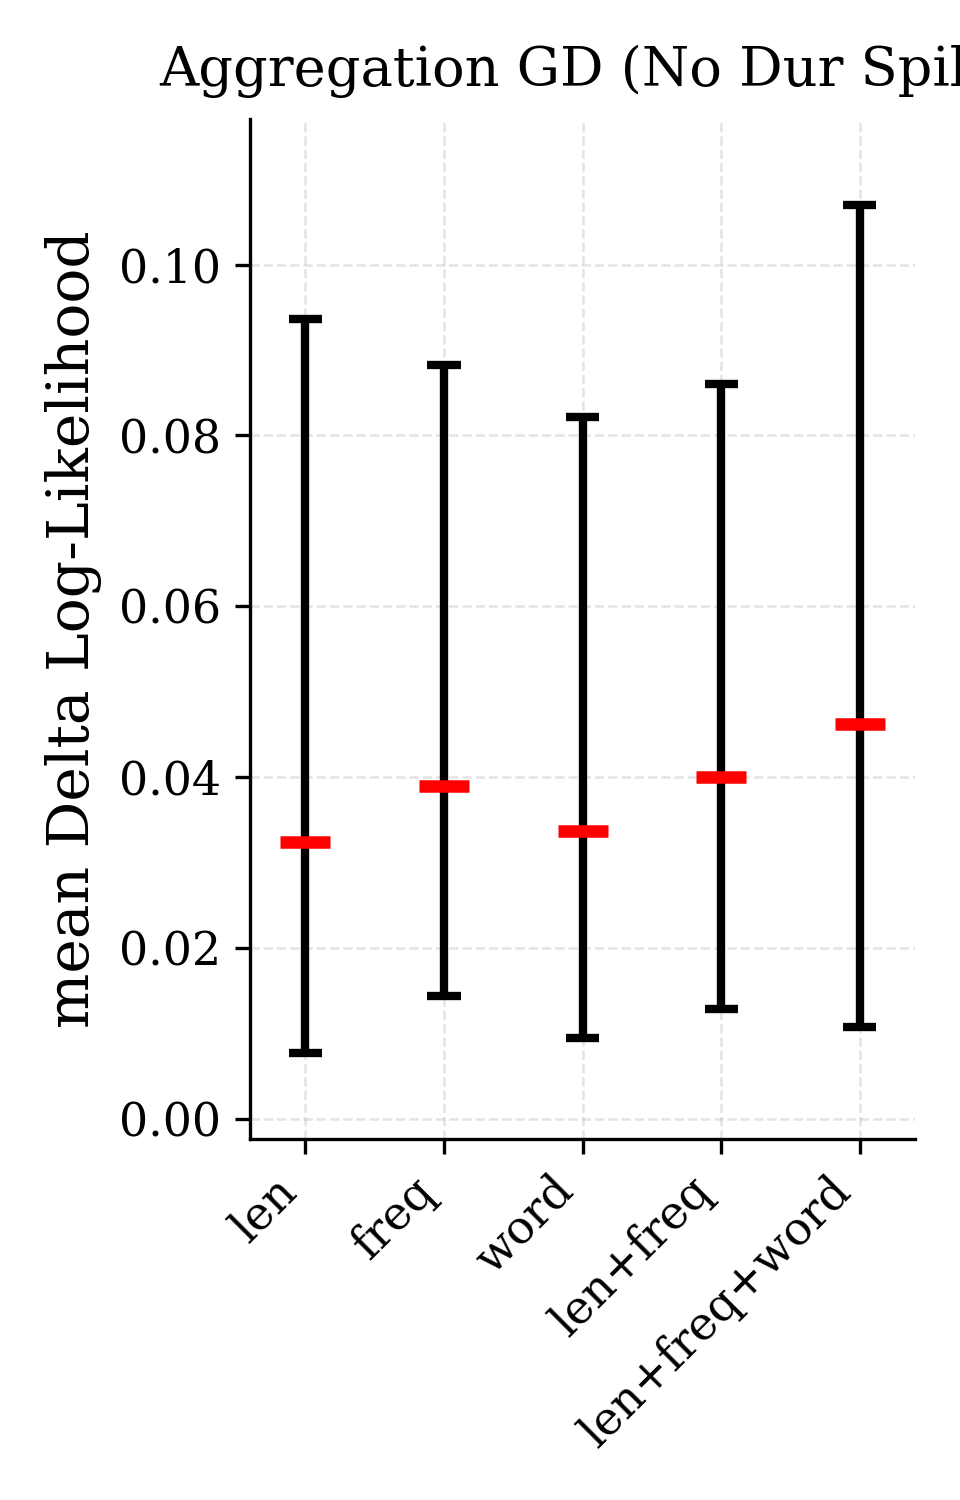 Aggregation GD (No Dur Spil
mean Delta Log-Likelihood
0.10
0.08
0.06
0.04
0.02
0.00
len
freq
word
len+freq
len+freq+word